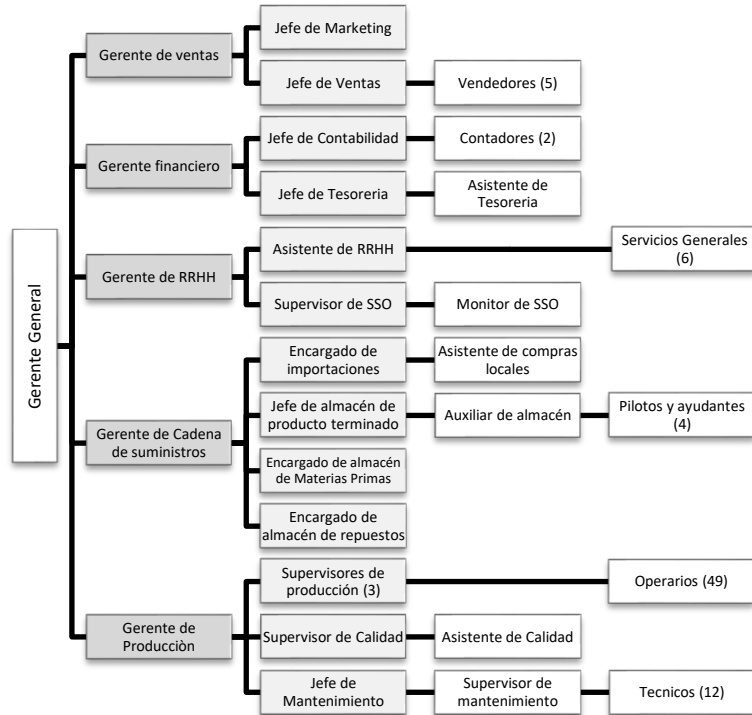 Gerente General
Gerente de ventas
Jefe de Marketing
Jefe de Ventas
Vendedores (5)
Gerente financiero
Jefe de Contabilidad
Contadores (2)
Jefe de Tesoreria
Asistente de
Tesoreria
Gerente de RRHH
Asistente de RRHH
Servicios Generales
(6)
Supervisor de SSO
Monitor de SSO
Gerente de Cadena
de suministros
Encargado de
importaciones
Asistente de compras
locales
Jefe de almacén de
producto terminado
Auxiliar de almacén
Pilotos y ayudantes
(4)
Encargado de almacén
de Materias Primas
Encargado de
almacén de repuestos
Gerente de
Producciòn
Supervisores de
producción (3)
Operarios (49)
Supervisor de Calidad
Asistente de Calidad
Jefe de
Mantenimiento
Supervisor de
mantenimiento
Tecnicos (12)